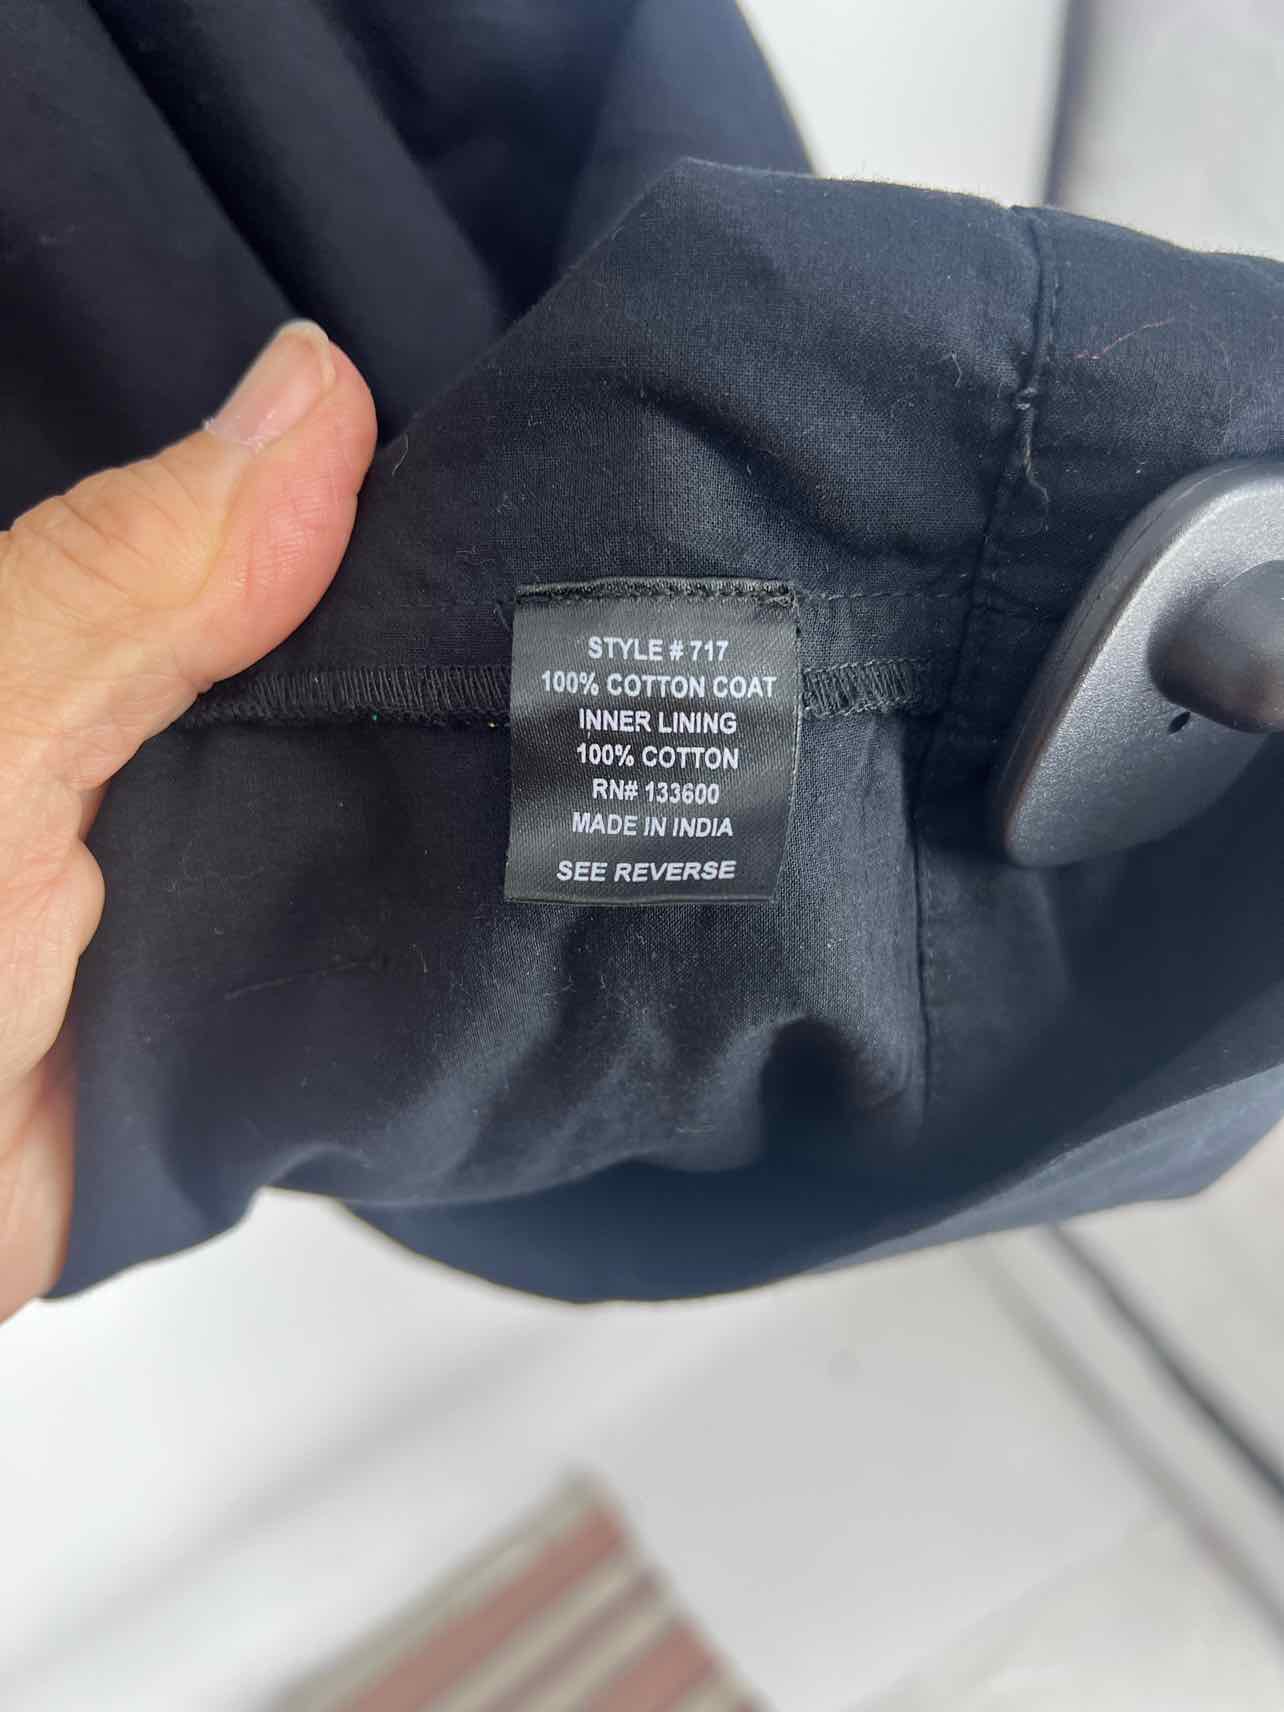 STYLE # 717
100% COTTON COAT
INNER LINING
100% COTTON
RN# 133600
MADE IN INDIA
SEE REVERSE